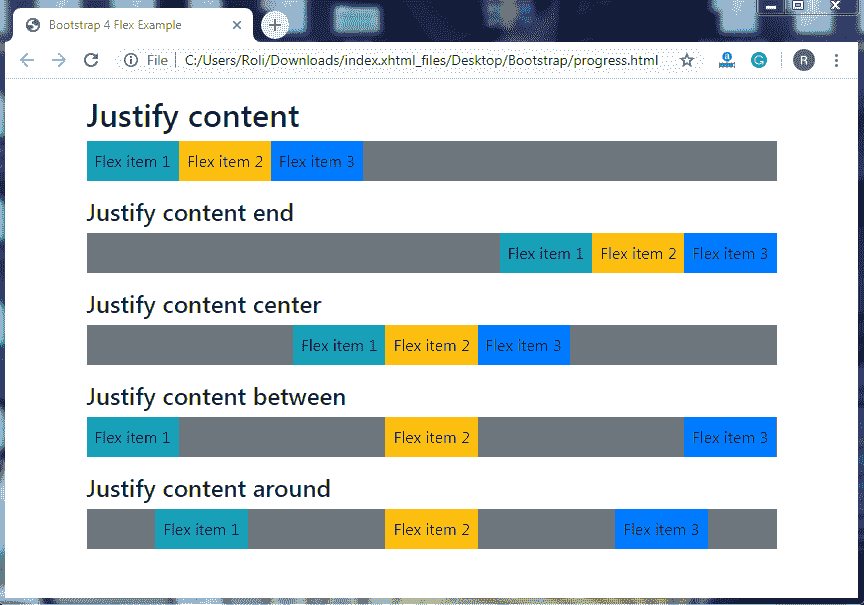 Bootstrap 4 Flex Example
File
C:/Users/Roli/Downloads/index.xhtml_files/Desktop/Bootstrap/progress.html
a
G
R
Justify content
Flex item 1 Flex item 2 Flex item 3
Justify content end
Flex item 1 Flex item 2 Flex item 3
Justify content center
Flex item 1 Flex item 2 Flex item 3
Justify content between
Flex item 1 Flex item 2 Flex item 3
Justify content around
Flex item 1 Flex item 2 Flex item 3